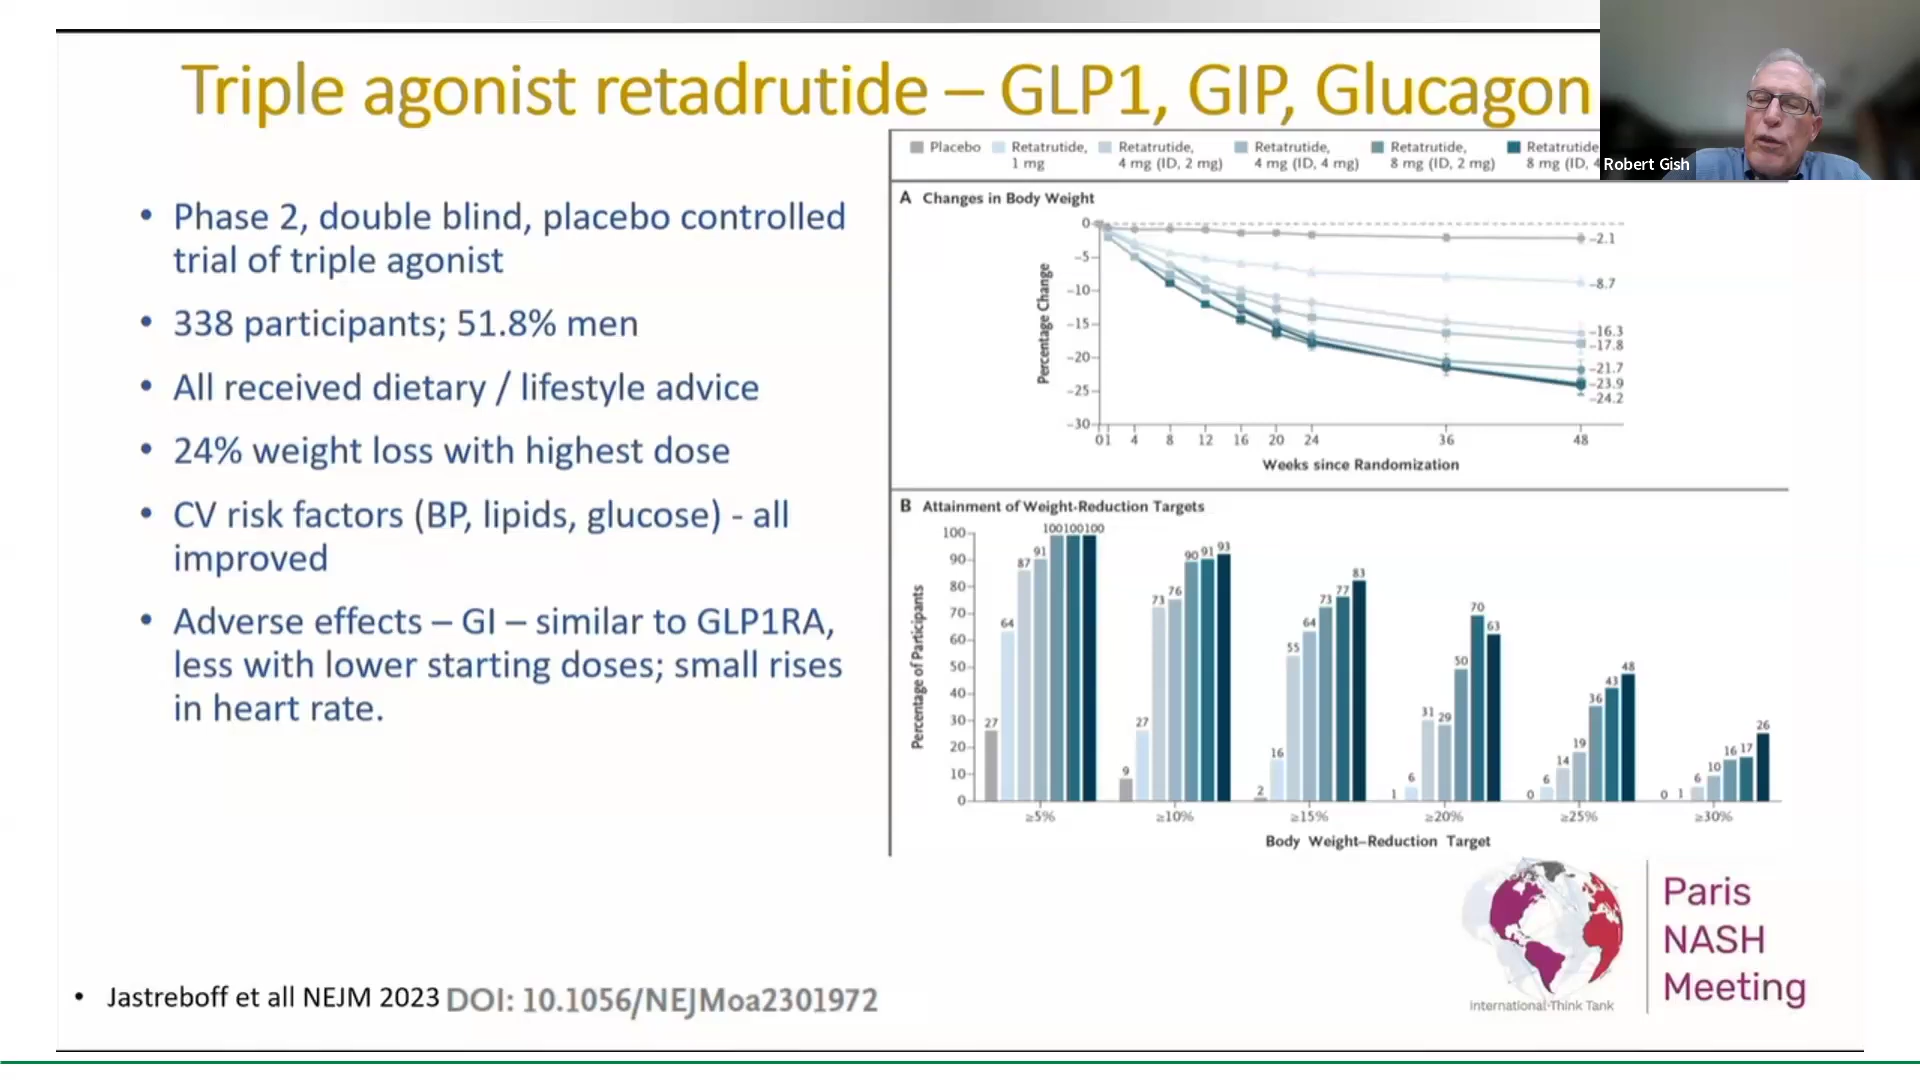 Triple agonist retadrutide – GLP1, GIP, Glucagon
Robert Gish
• Phase 2, double blind, placebo controlled
trial of triple agonist
• 338 participants; 51.8% men
• All received dietary / lifestyle advice
• 24% weight loss with highest dose
• CV risk factors (BP, lipids, glucose) - all
improved
• Adverse effects – GI – similar to GLP1RA,
less with lower starting doses; small rises
in heart rate.
Placebo
Retatrutide,
1 mg
Retatrutide,
4 mg (ID, 2 mg)
Retatrutide,
4 mg (ID, 4 mg)
Retatrutide,
8 mg (ID, 2 mg)
Retatrutide
8 mg (ID, 4
A Changes in Body Weight
Percentage Change
0
−5
−10
−15
−20
−25
−30
−2.1
−8.7
−16.3
−17.8
−21.7
−23.9
−24.2
0 1 4 8 12 16 20 24 36 48
Weeks since Randomization
B Attainment of Weight-Reduction Targets
Percentage of Participants
100
90
80
70
60
50
40
30
20
10
0
27 64 87 91 100 100 100
9 27 73 76 90 91 93
2 16 55 64 73 77 83
1 6 31 29 50 70 63
0 6 14 19 36 43 48
0 1 6 10 16 17 26
≥5% ≥10% ≥15% ≥20% ≥25% ≥30%
Body Weight–Reduction Target
Paris
NASH
Meeting
International-Think Tank
• Jastreboff et all NEJM 2023 DOI: 10.1056/NEJMoa2301972